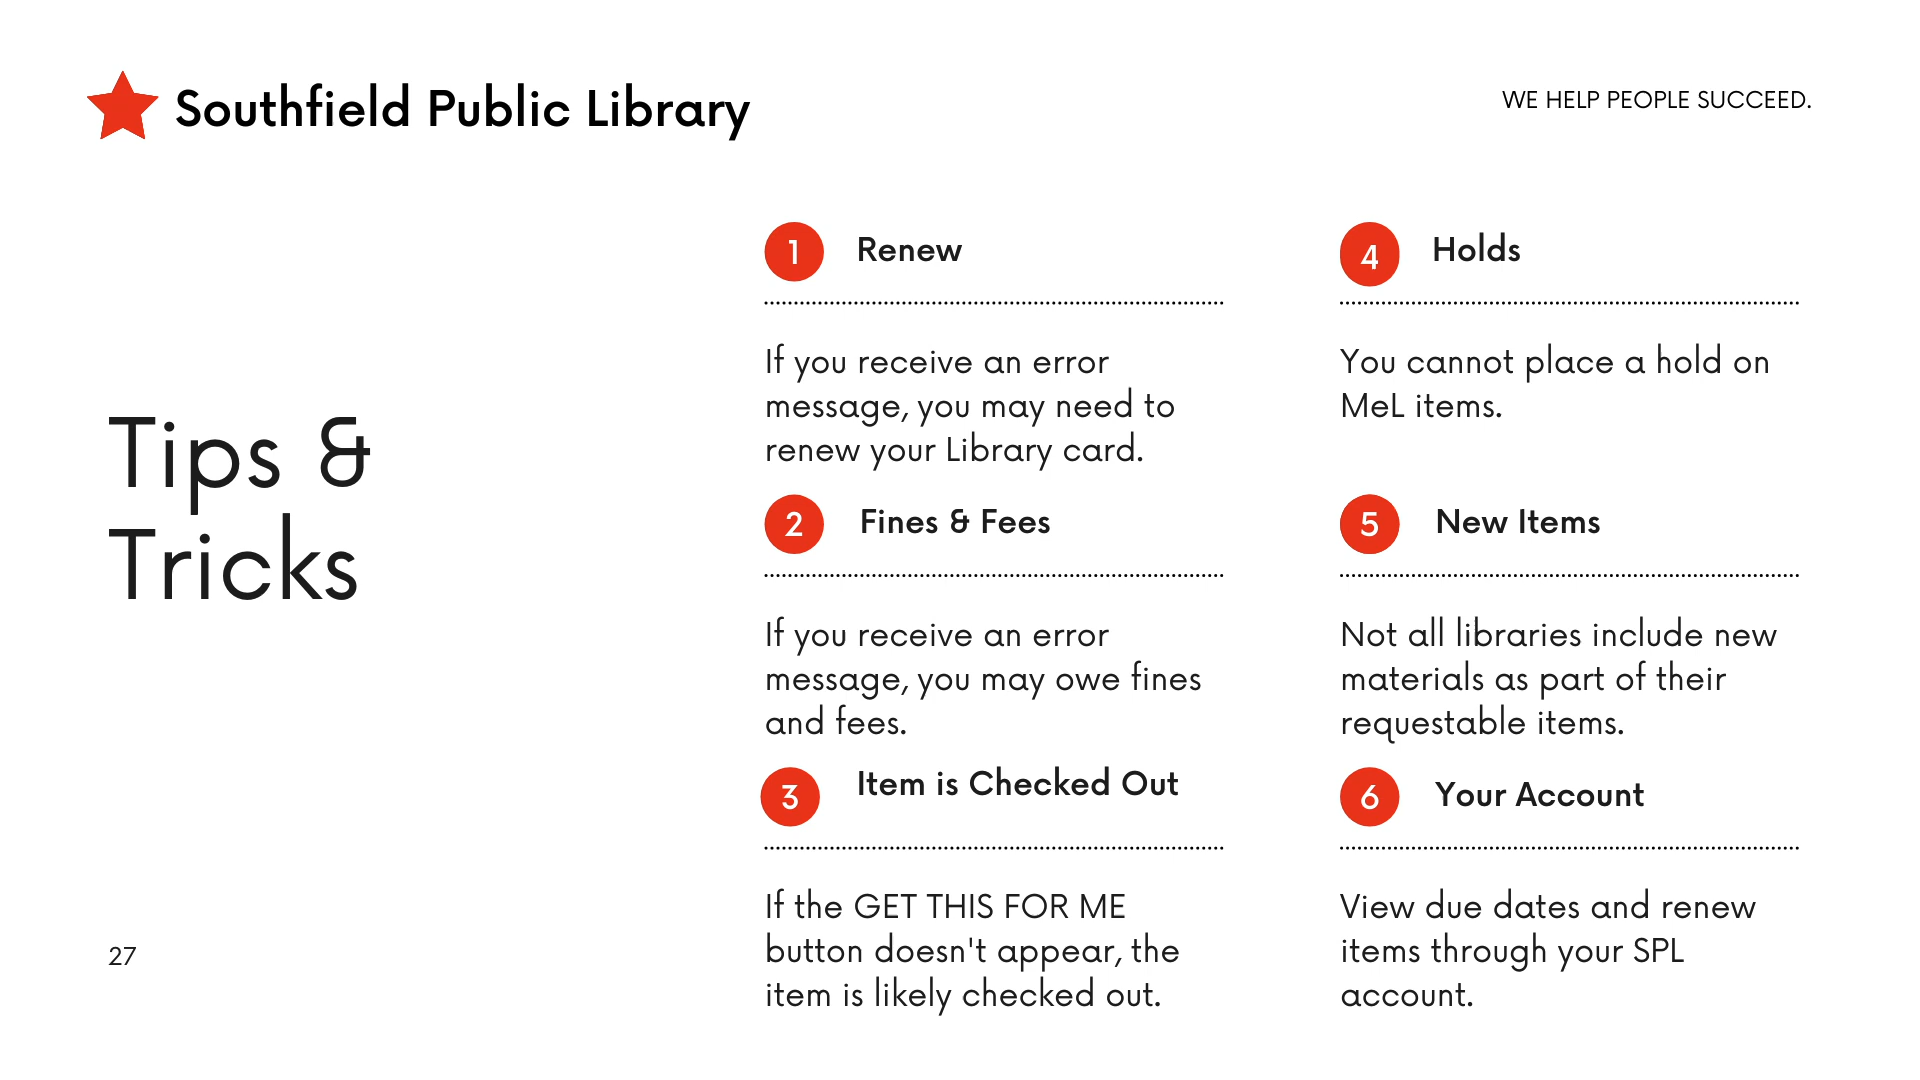 Southfield Public Library
WE HELP PEOPLE SUCCEED.
Tips &
Tricks
1
Renew
If you receive an error
message, you may need to
renew your Library card.
2
Fines & Fees
If you receive an error
message, you may owe fines
and fees.
3
Item is Checked Out
If the GET THIS FOR ME
button doesn't appear, the
item is likely checked out.
4
Holds
You cannot place a hold on
MeL items.
5
New Items
Not all libraries include new
materials as part of their
requestable items.
6
Your Account
View due dates and renew
items through your SPL
account.
27